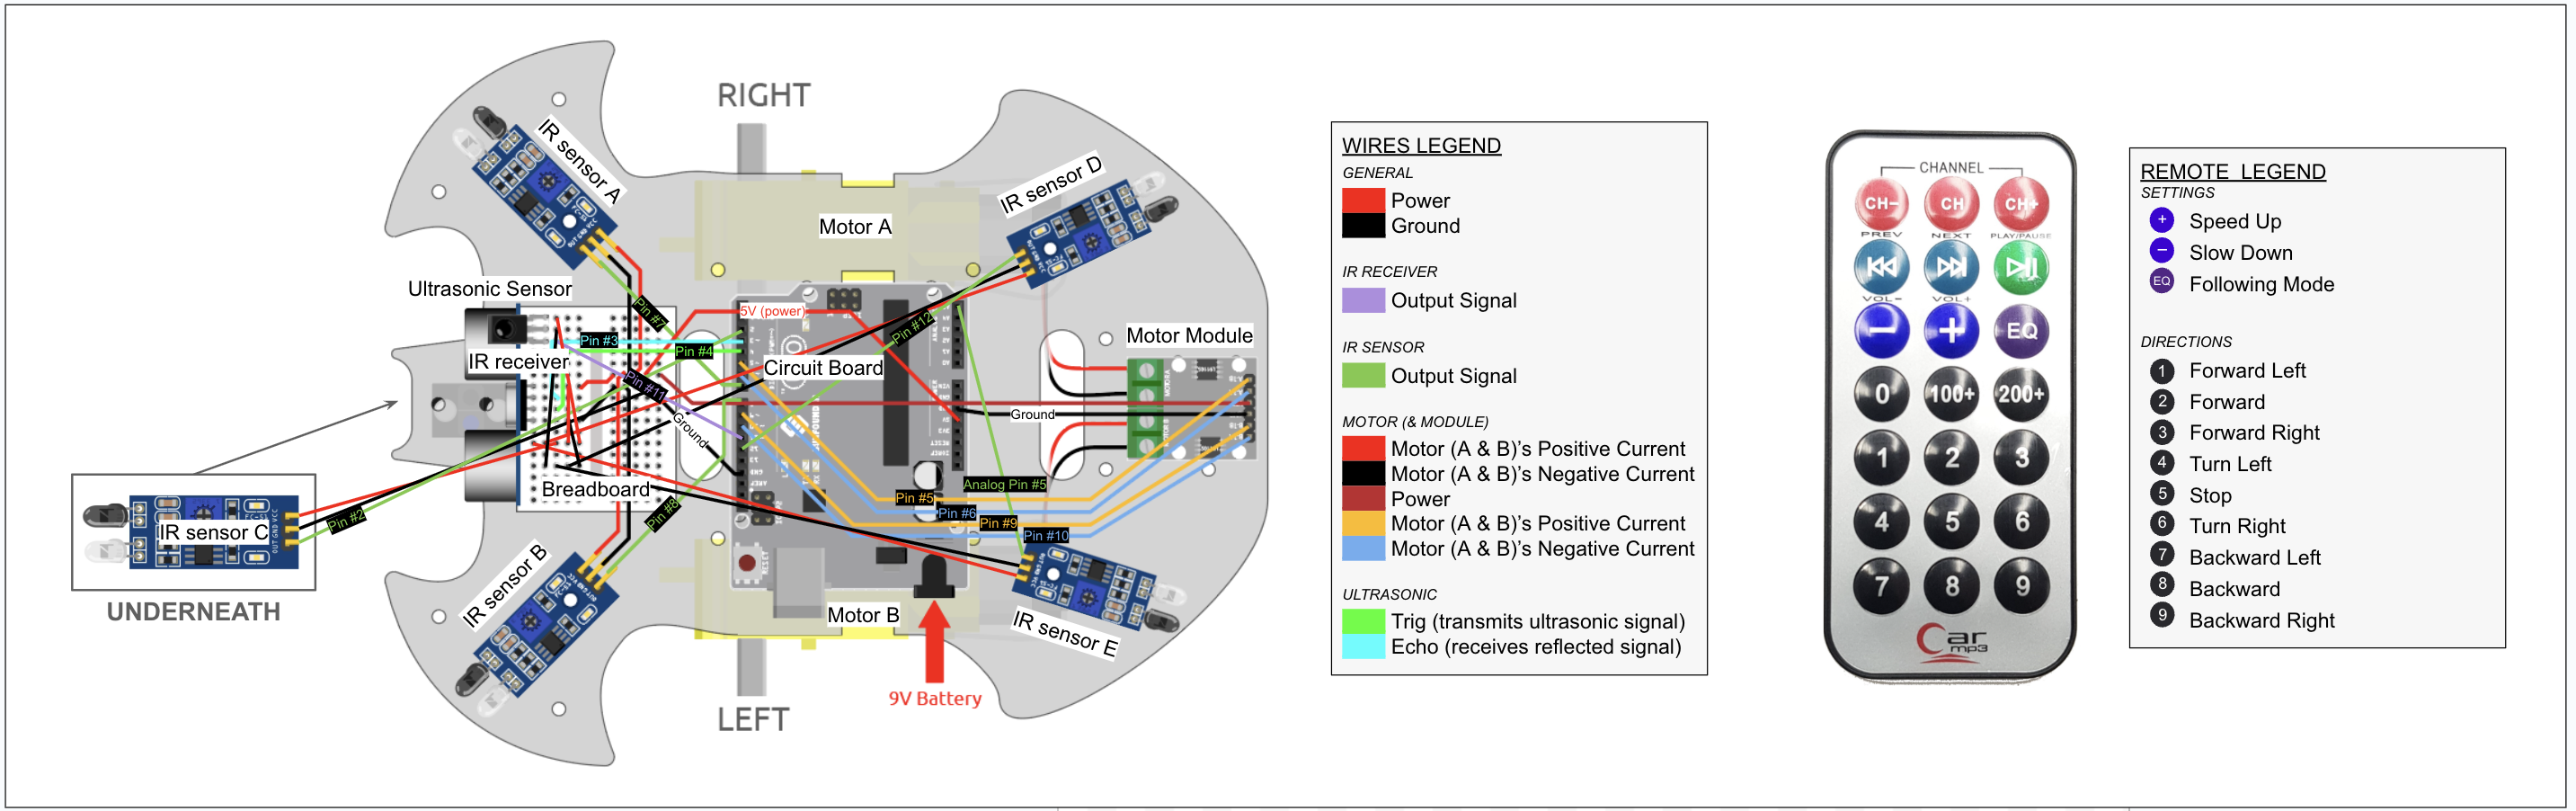 RIGHT
IR sensor A
IR sensor D
Motor A
Ultrasonic Sensor
Pin #7
5V (power)
Pin #12
Pin #3
Pin #4
IR receiver
Circuit Board
Motor Module
Pin #11
Ground
Ground
Breadboard
Analog Pin #5
Pin #5
Pin #6
Pin #9
Pin #10
Pin #8
Pin #2
IR sensor C
UNDERNEATH
IR sensor B
Motor B
IR sensor E
RESET
9V Battery
LEFT
WIRES LEGEND
GENERAL
Power
Ground
IR RECEIVER
Output Signal
IR SENSOR
Output Signal
MOTOR (& MODULE)
Motor (A & B)'s Positive Current
Motor (A & B)'s Negative Current
Power
Motor (A & B)'s Positive Current
Motor (A & B)'s Negative Current
ULTRASONIC
Trig (transmits ultrasonic signal)
Echo (receives reflected signal)
CHANNEL
CH- CH CH+
PREV NEXT PLAY/PAUSE
VOL- VOL+
− + EQ
0 100+ 200+
1 2 3
4 5 6
7 8 9
Car
mp3
REMOTE LEGEND
SETTINGS
+ Speed Up
− Slow Down
EQ Following Mode
DIRECTIONS
1 Forward Left
2 Forward
3 Forward Right
4 Turn Left
5 Stop
6 Turn Right
7 Backward Left
8 Backward
9 Backward Right